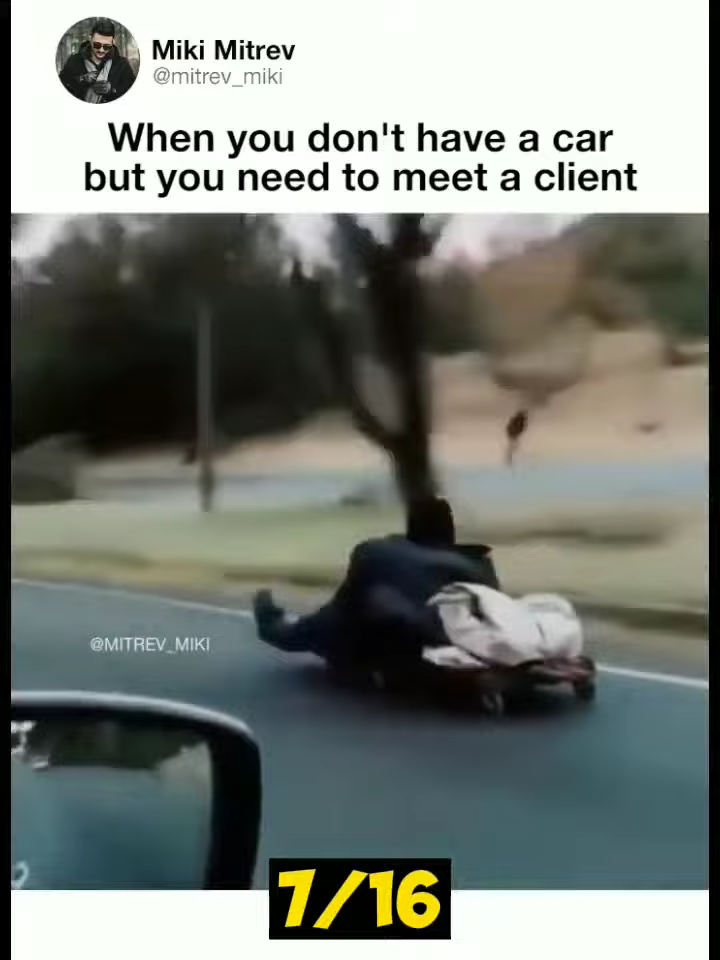 Miki Mitrev
@mitrev_miki
When you don't have a car
but you need to meet a client
@MITREV_MIKI
7/16